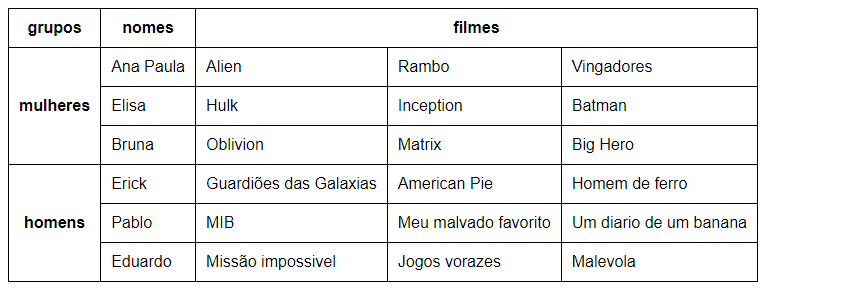 grupos nomes filmes
Ana Paula Alien Rambo Vingadores
mulheres Elisa Hulk Inception Batman
Bruna Oblivion Matrix Big Hero
Erick Guardiões das Galaxias American Pie Homem de ferro
homens Pablo MIB Meu malvado favorito Um diario de um banana
Eduardo Missão impossivel Jogos vorazes Malevola